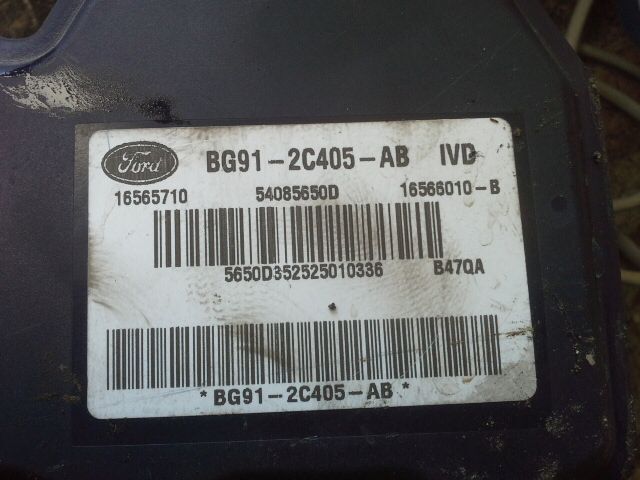 Ford BG91-2C405-AB IVD
16565710 54085650D 16566010-B
5650D352525010336 B47QA
*BG91-2C405-AB*